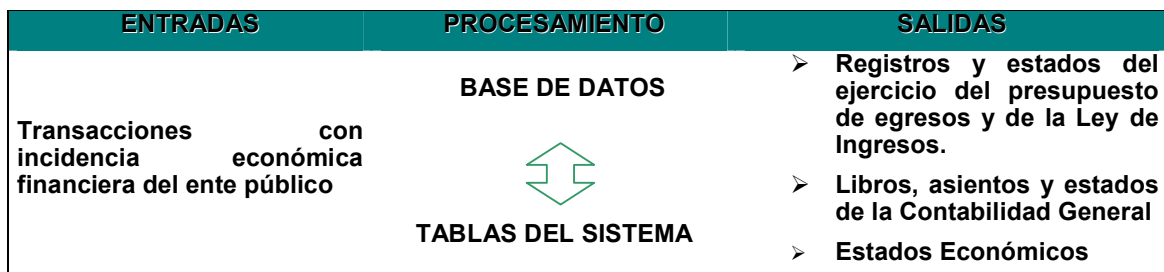 ENTRADAS
PROCESAMIENTO
SALIDAS
Transacciones con
incidencia económica
financiera del ente público
BASE DE DATOS
TABLAS DEL SISTEMA
➢ Registros y estados del
ejercicio del presupuesto
de egresos y de la Ley de
Ingresos.
➢ Libros, asientos y estados
de la Contabilidad General
➢ Estados Económicos